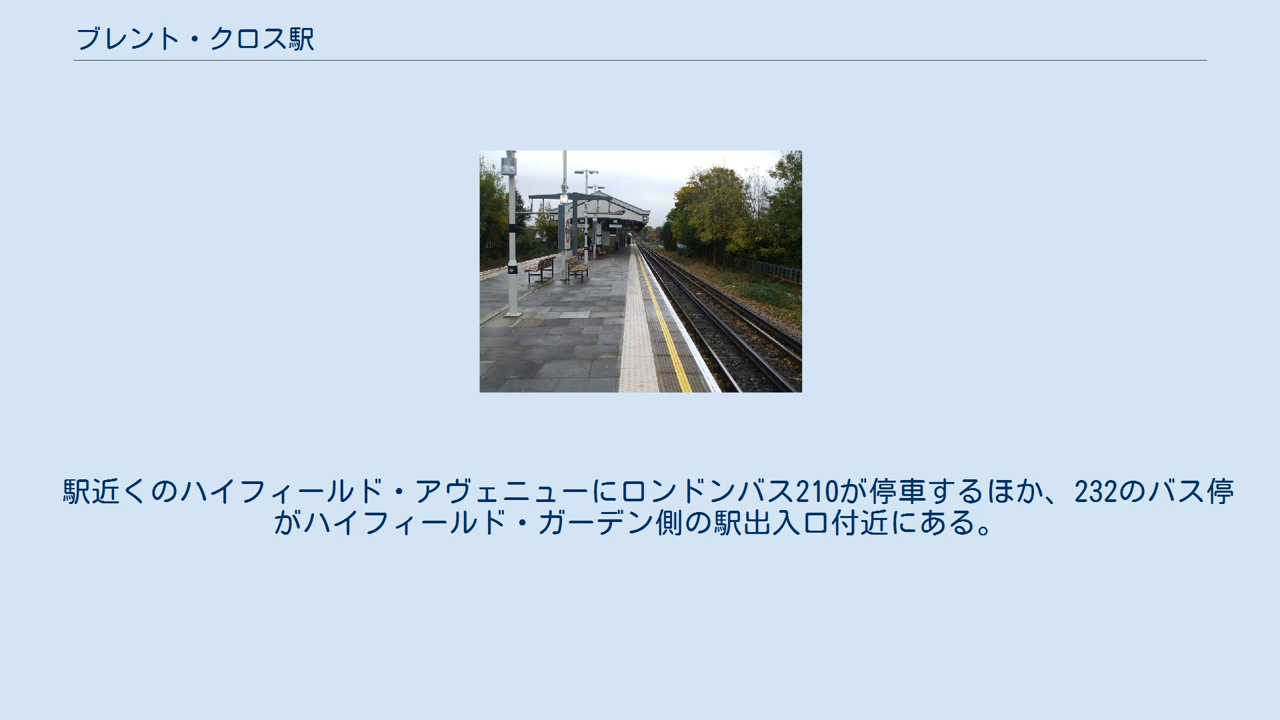 ブレント・クロス駅
駅近くのハイフィールド・アヴェニューにロンドンバス210が停車するほか、232のバス停
がハイフィールド・ガーデン側の駅出入口付近にある。